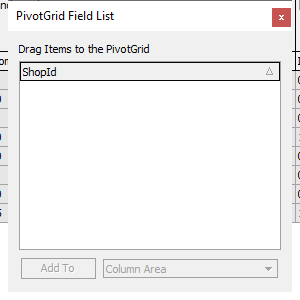 PivotGrid Field List
x
Drag Items to the PivotGrid
ShopId
Add To
Column Area